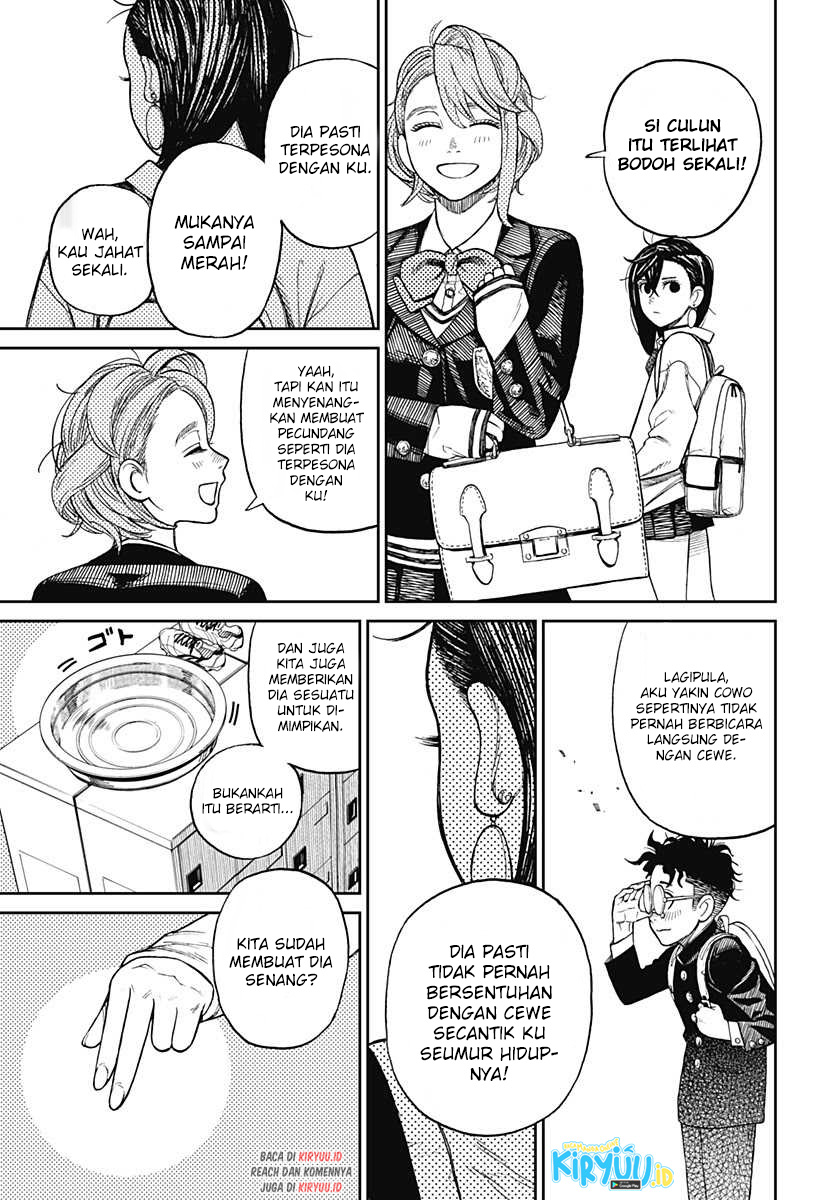 SI CULUN
ITU TERLIHAT
BODOH SEKALI!
DIA PASTI
TERPESONA
DENGAN KU.
MUKANYA
SAMPAI
MERAH!
WAH,
KAU JAHAT
SEKALI.
YAAH,
TAPI KAN ITU
MENYENANG-
KAN MEMBUAT
PECUNDANG
SEPERTI DIA
TERPESONA
DENGAN
KU!
LAGIPULA,
AKU YAKIN COWO
SEPERTINYA TIDAK
PERNAH BERBICARA
LANGSUNG DE-
NGAN CEWE.
DIA PASTI
TIDAK PERNAH
BERSENTUHAN
DENGAN CEWE
SECANTIK KU
SEUMUR HIDUP-
NYA!
DAN JUGA
KITA JUGA
MEMBERIKAN
DIA SESUATU
UNTUK DI-
MIMPIKAN.
ゴト
BUKANKAH
ITU BERARTI...
KITA SUDAH
MEMBUAT DIA
SENANG?
BACA DI KIRYUU.ID
REACH DAN KOMENNYA
JUGA DI KIRYUU.ID
KIRYUU.ID
Google Play